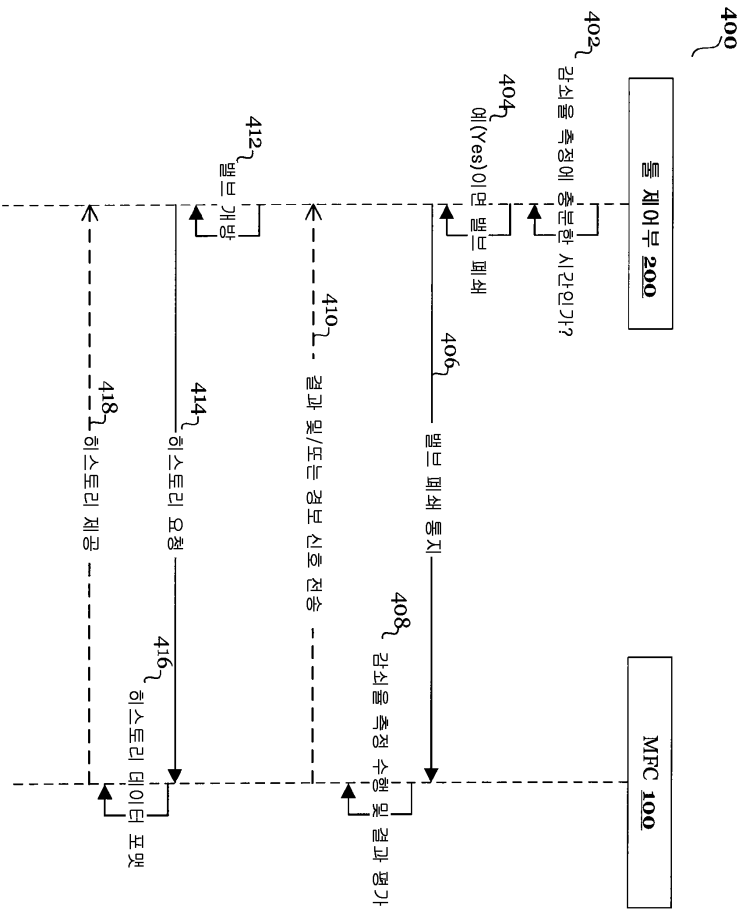 400
툴 제어부 200
MFC 100
402
감쇠율 측정에 충분한 시간인가?
404
예(Yes)이면 밸브 폐쇄
406
밸브 폐쇄 통지
408
감쇠율 측정 수행 및 결과 평가
410
결과 및/또는 경보 신호 전송
412
밸브 개방
414
히스토리 요청
416
히스토리 데이터 포맷
418
히스토리 제공